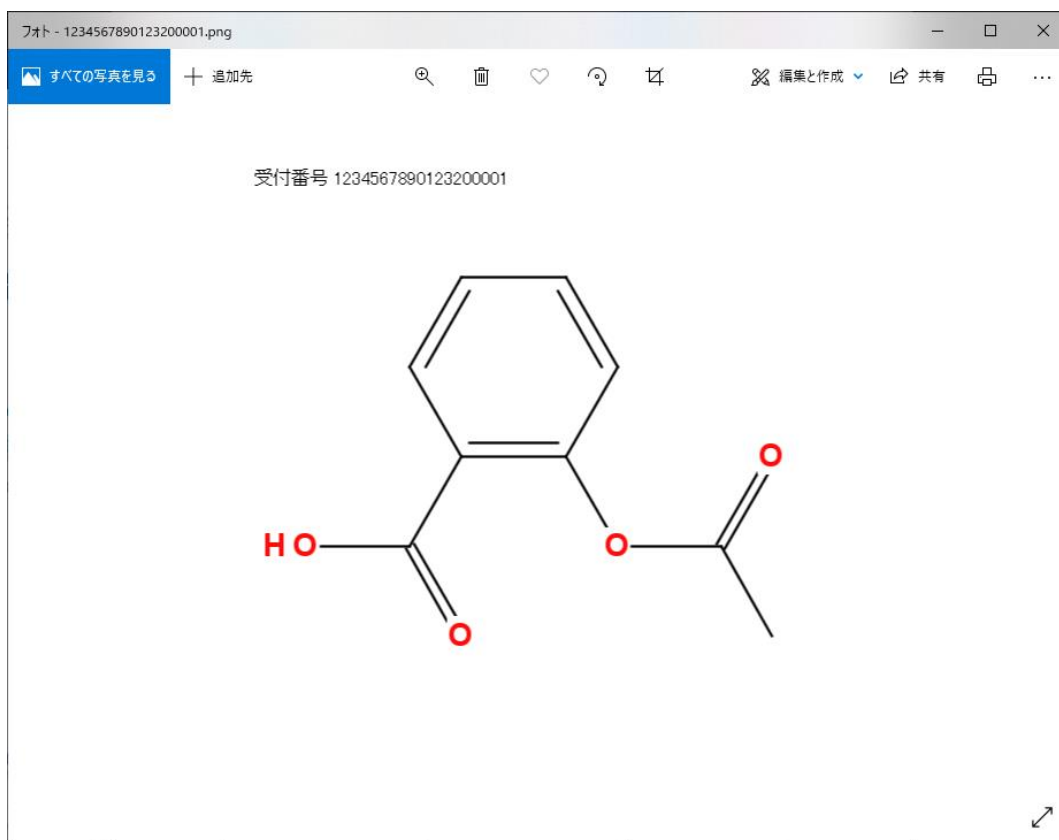 フォト - 1234567890123200001.png
すべての写真を見る 追加先 編集と作成 共有
受付番号 1234567890123200001
O
HO O
O